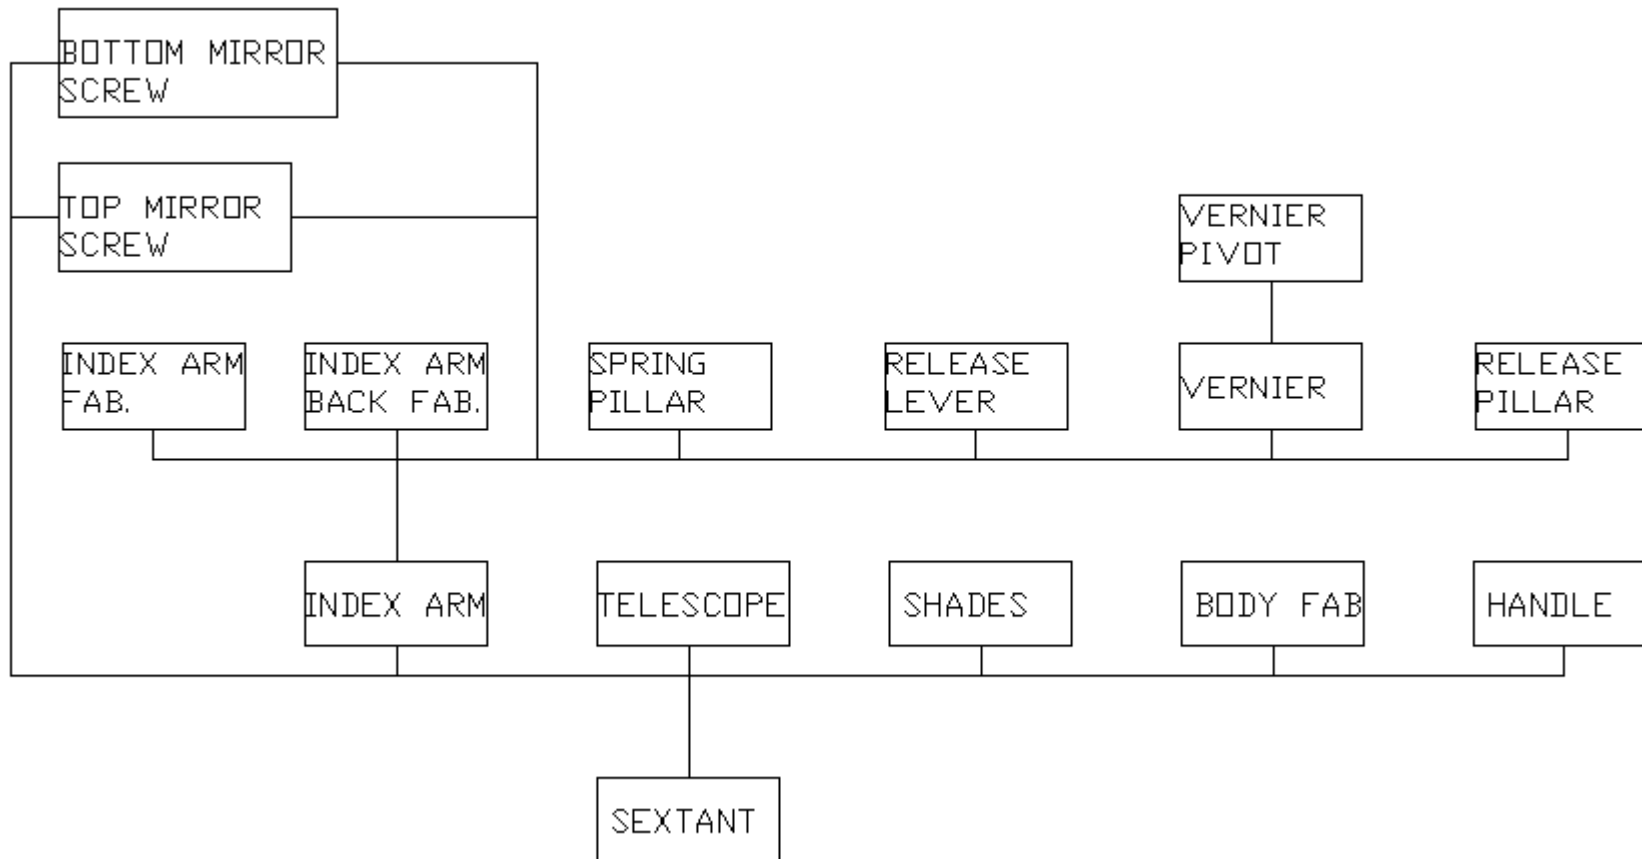 BOTTOM MIRROR
SCREW
TOP MIRROR
SCREW
VERNIER
PIVOT
INDEX ARM
FAB.
INDEX ARM
BACK FAB.
SPRING
PILLAR
RELEASE
LEVER
VERNIER
RELEASE
PILLAR
INDEX ARM
TELESCOPE
SHADES
BODY FAB
HANDLE
SEXTANT